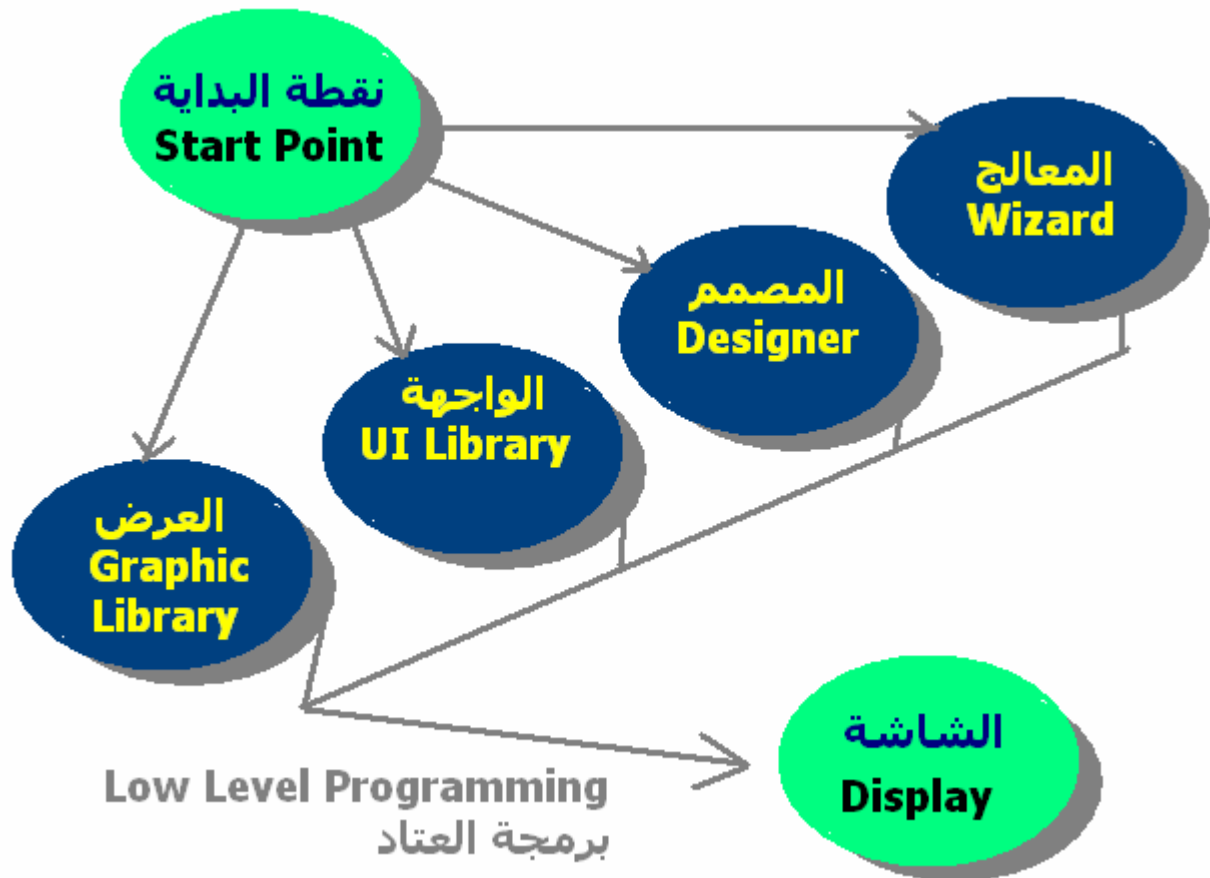 نقطة البداية
Start Point
المعالج
Wizard
المصمم
Designer
الواجهة
UI Library
العرض
Graphic
Library
الشاشة
Display
Low Level Programming
برمجة العتاد